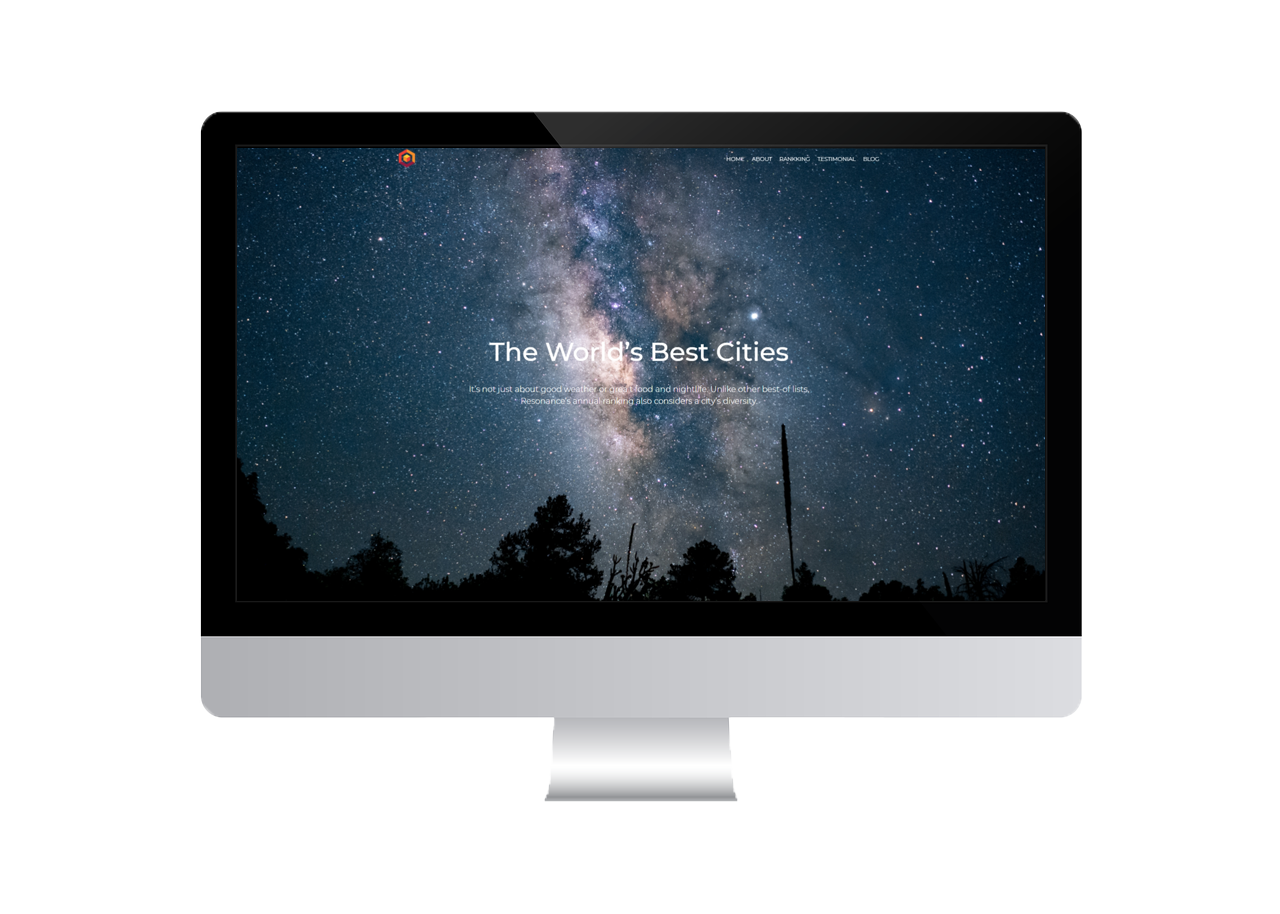 HOME ABOUT RANKKING TESTIMONIAL BLOG
The World's Best Cities
It's not just about good weather or great food and nightlife. Unlike other best-of lists,
Resonance's annual ranking also considers a city's diversity.